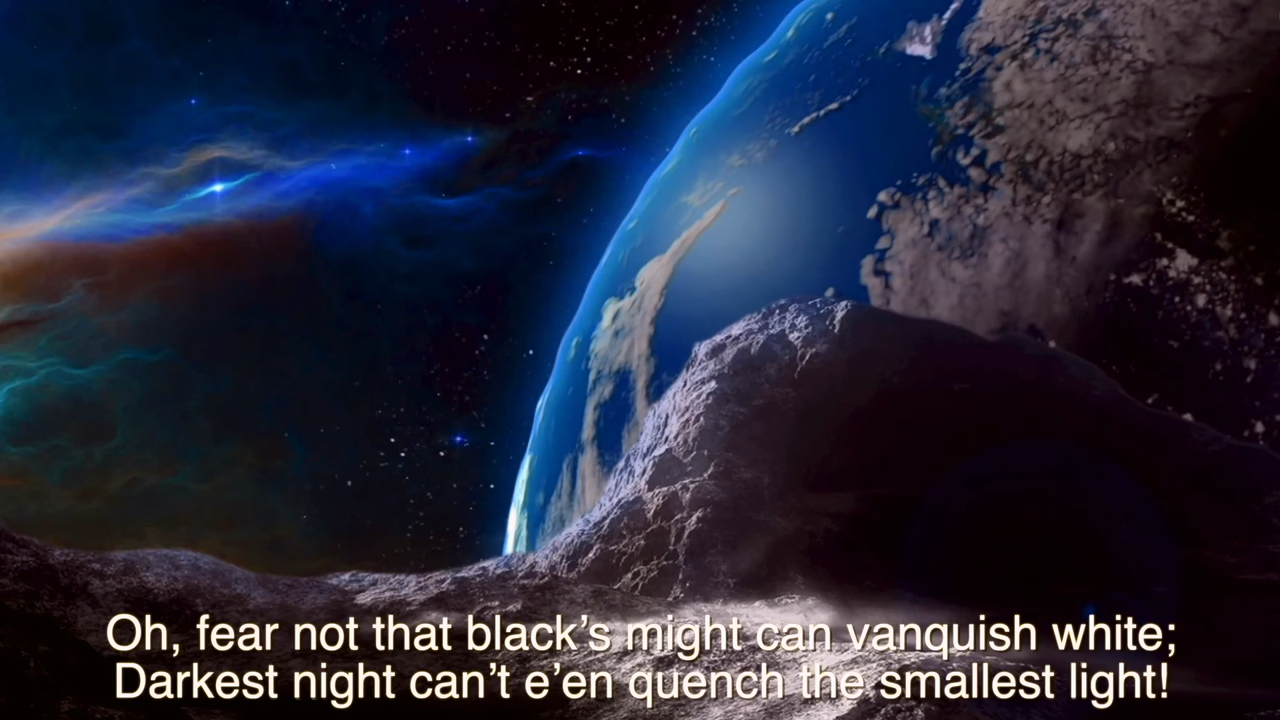 Oh, fear not that black’s might can vanquish white;
Darkest night can’t e’en quench the smallest light!